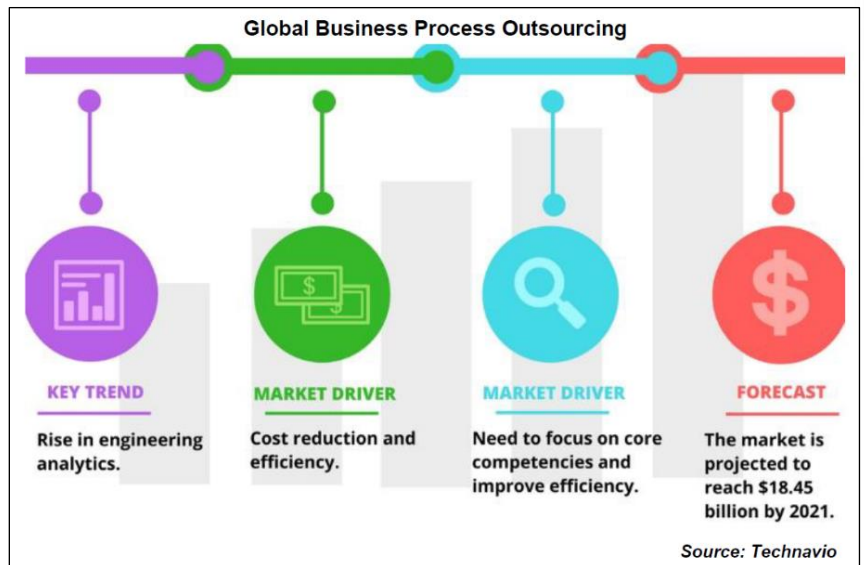 Global Business Process Outsourcing
$
$
$
KEY TREND
Rise in engineering
analytics.
MARKET DRIVER
Cost reduction and
efficiency.
MARKET DRIVER
Need to focus on core
competencies and
improve efficiency.
FORECAST
The market is
projected to
reach $18.45
billion by 2021.
Source: Technavio